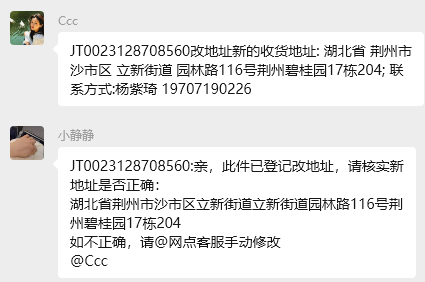 Ccc
JT0023128708560改地址新的收货地址: 湖北省 荆州市
沙市区 立新街道 园林路116号荆州碧桂园17栋204; 联
系方式:杨紫琦 19707190226
小静静
JT0023128708560:亲，此件已登记改地址，请核实新
地址是否正确：
湖北省荆州市沙市区立新街道立新街道园林路116号荆
州碧桂园17栋204
如不正确，请@网点客服手动修改
@Ccc